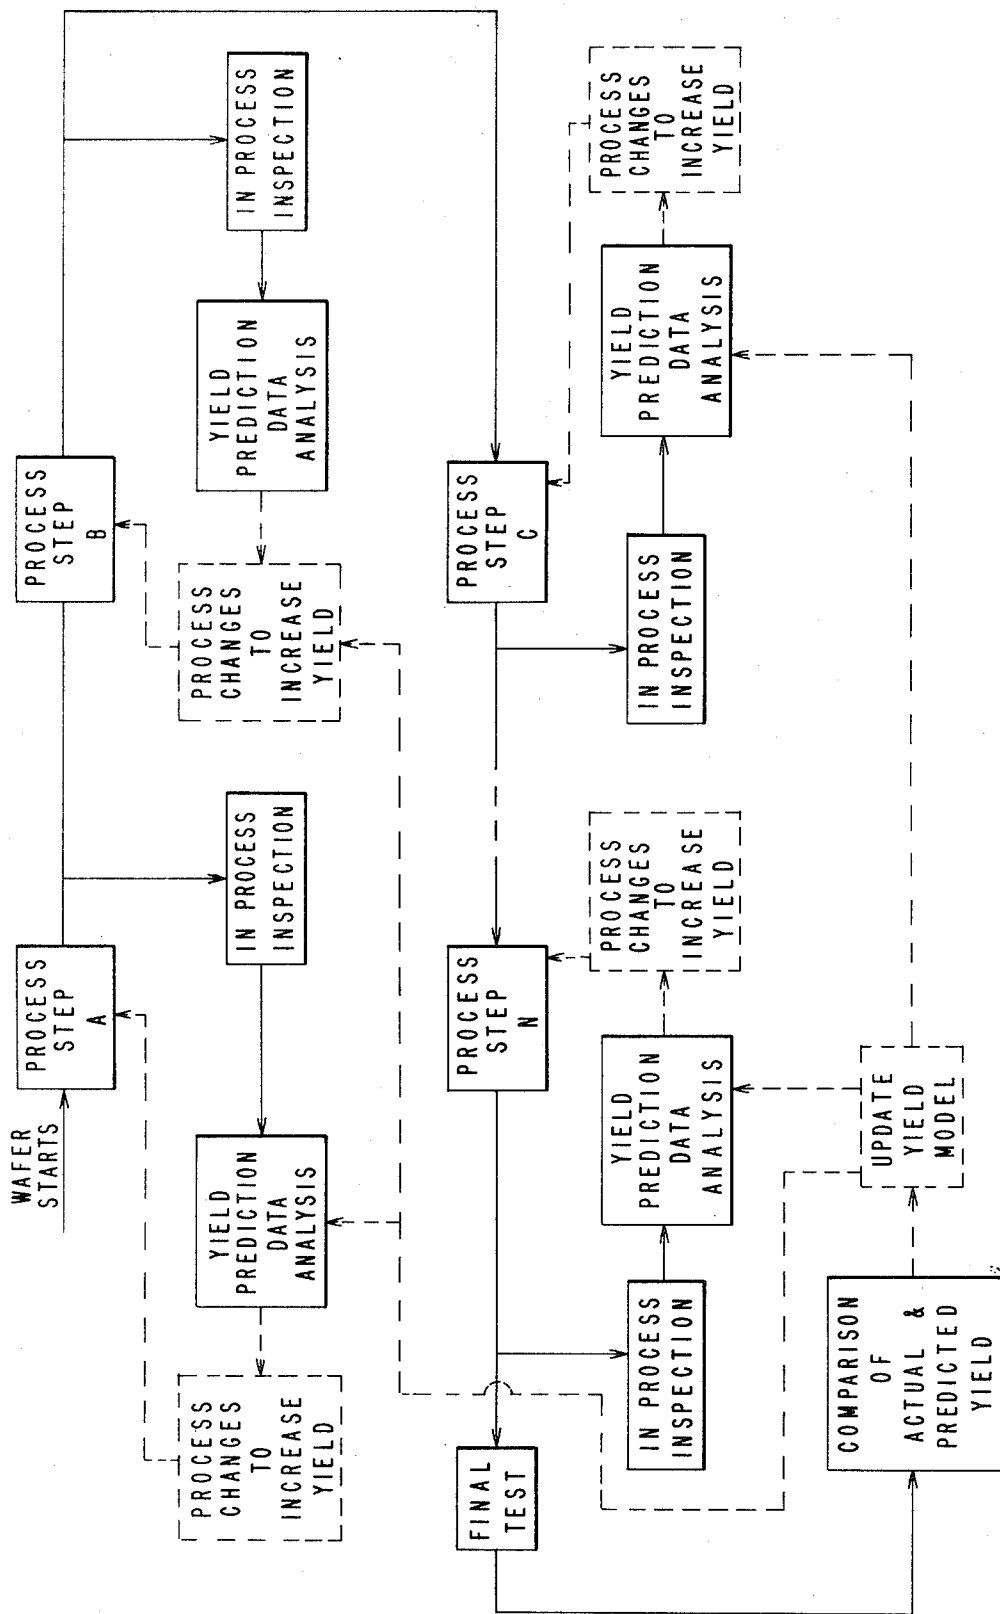 WAFER
STARTS
PROCESS
STEP
A
PROCESS
STEP
B
PROCESS
CHANGES
TO
INCREASE
YIELD
YIELD
PREDICTION
DATA
ANALYSIS
IN PROCESS
INSPECTION
PROCESS
CHANGES
TO
INCREASE
YIELD
YIELD
PREDICTION
DATA
ANALYSIS
IN PROCESS
INSPECTION
FINAL
TEST
PROCESS
STEP
N
PROCESS
STEP
C
IN PROCESS
INSPECTION
YIELD
PREDICTION
DATA
ANALYSIS
PROCESS
CHANGES
TO
INCREASE
YIELD
IN PROCESS
INSPECTION
YIELD
PREDICTION
DATA
ANALYSIS
PROCESS
CHANGES
TO
INCREASE
YIELD
COMPARISON
OF
ACTUAL &
PREDICTED
YIELD
UPDATE
YIELD
MODEL